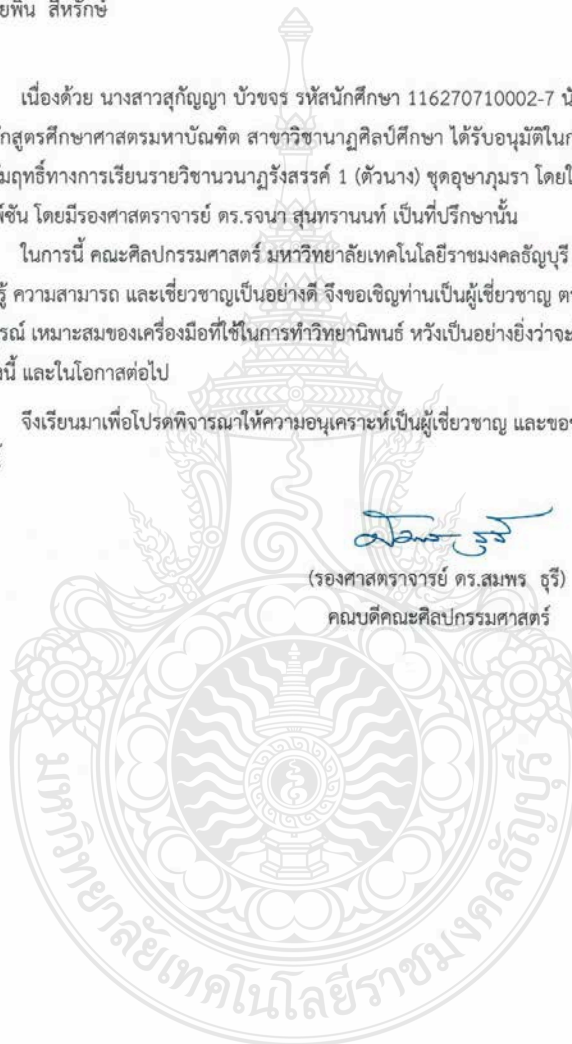 ยพิน สีหรักษ์
เนื่องด้วย นางสาวสุกัญญา บัวขจร รหัสนักศึกษา 116270710002-7
กสูตรศึกษาศาสตรมหาบัณฑิต สาขาวิชานาฏศิลป์ศึกษา ได้รับอนุมัติใน
มฤทธิ์ทางการเรียนรายวิชานวนาฏรังสรรค์ 1 (ตัวนาง) ชุดอุษาภุมรา
โดยมีรองศาสตราจารย์ ดร.รจนา สุนทรานนท์ เป็นที่ปรึกษานั้น
ในการนี้ คณะศิลปกรรมศาสตร์ มหาวิทยาลัยเทคโนโลยีราชมงคลธัญบุรี
รู้ ความสามารถ และเชี่ยวชาญเป็นอย่างดี จึงขอเชิญท่านเป็นผู้เชี่ยวชาญ
รณ์ เหมาะสมของเครื่องมือที่ใช้ในการทำวิทยานิพนธ์ หวังเป็นอย่างยิ่งว่าจะ
งนี้ และในโอกาสต่อไป
จึงเรียนมาเพื่อโปรดพิจารณาให้ความอนุเคราะห์เป็นผู้เชี่ยวชาญ และขอ
(รองศาสตราจารย์ ดร.สมพร ธุรี)
คณบดีคณะศิลปกรรมศาสตร์
มหาวิทยาลัยเทคโนโลยีราชมงคลธัญบุรี